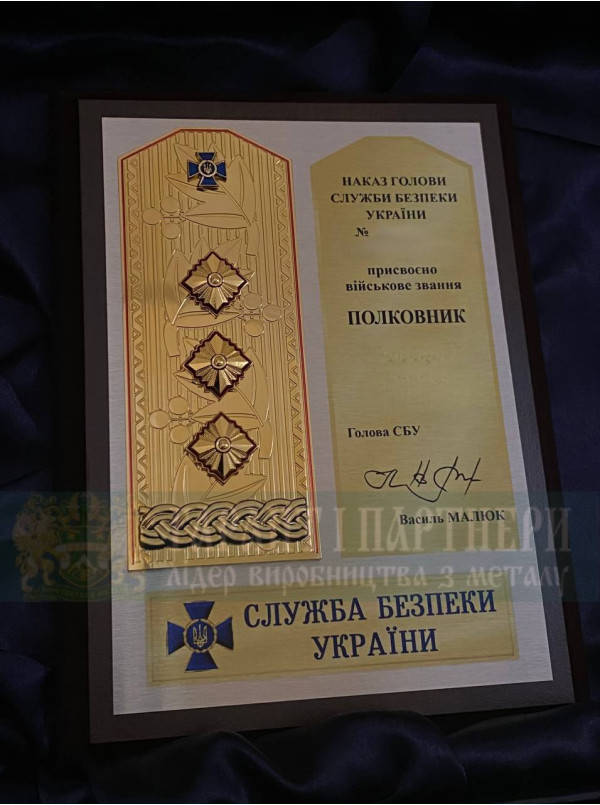 НАКАЗ ГОЛОВИ
СЛУЖБИ БЕЗПЕКИ
УКРАЇНИ
№
присвоєно
військове звання
ПОЛКОВНИК
Голова СБУ
Василь МАЛЮК
І ПАРТНЕРИ
лідер виробництва з металу
СЛУЖБА БЕЗПЕКИ
УКРАЇНИ